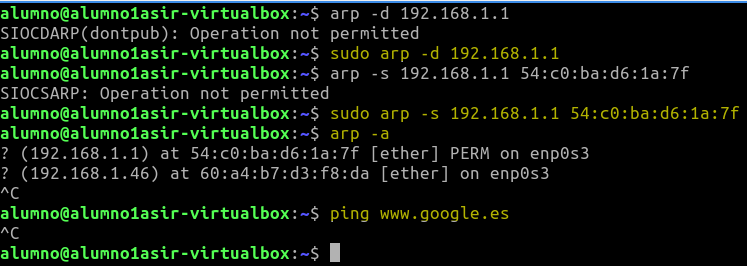 alumno@alumno1asir-virtualbox:~$ arp -d 192.168.1.1
SIOCDARP(dontpub): Operation not permitted
alumno@alumno1asir-virtualbox:~$ sudo arp -d 192.168.1.1
alumno@alumno1asir-virtualbox:~$ arp -s 192.168.1.1 54:c0:ba:d6:1a:7f
SIOCSARP: Operation not permitted
alumno@alumno1asir-virtualbox:~$ sudo arp -s 192.168.1.1 54:c0:ba:d6:1a:7f
alumno@alumno1asir-virtualbox:~$ arp -a
? (192.168.1.1) at 54:c0:ba:d6:1a:7f [ether] PERM on enp0s3
? (192.168.1.46) at 60:a4:b7:d3:f8:da [ether] on enp0s3
^C
alumno@alumno1asir-virtualbox:~$ ping www.google.es
^C
alumno@alumno1asir-virtualbox:~$